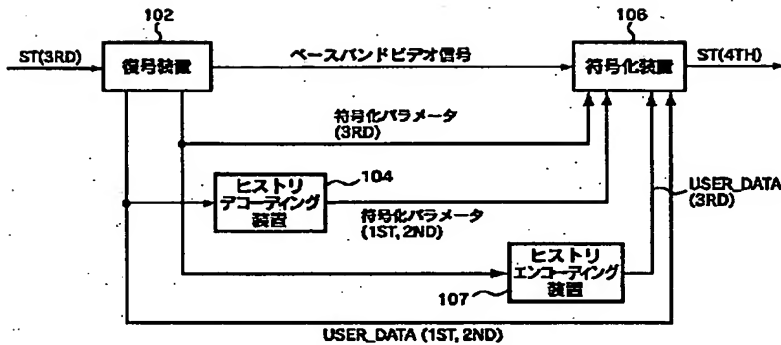 102
106
ST(3RD)
復号装置
ベースバンドビデオ信号
符号化装置
ST(4TH)
符号化パラメータ
(3RD)
ヒストリ
デコーディング
装置
104
符号化パラメータ
(1ST, 2ND)
USER_DATA
(3RD)
ヒストリ
エンコーディング
装置
107
USER_DATA (1ST, 2ND)